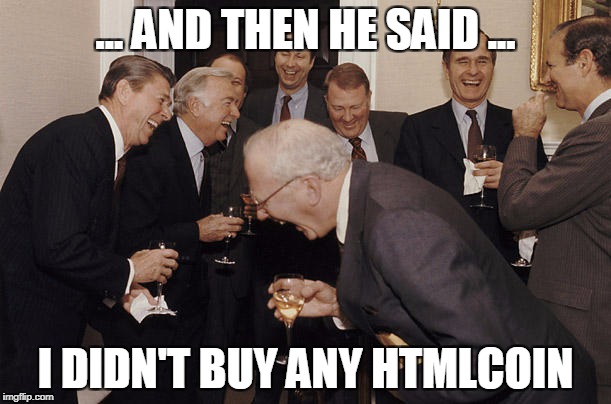 ... AND THEN HE SAID ...
I DIDN'T BUY ANY HTMLCOIN
imgflip.com